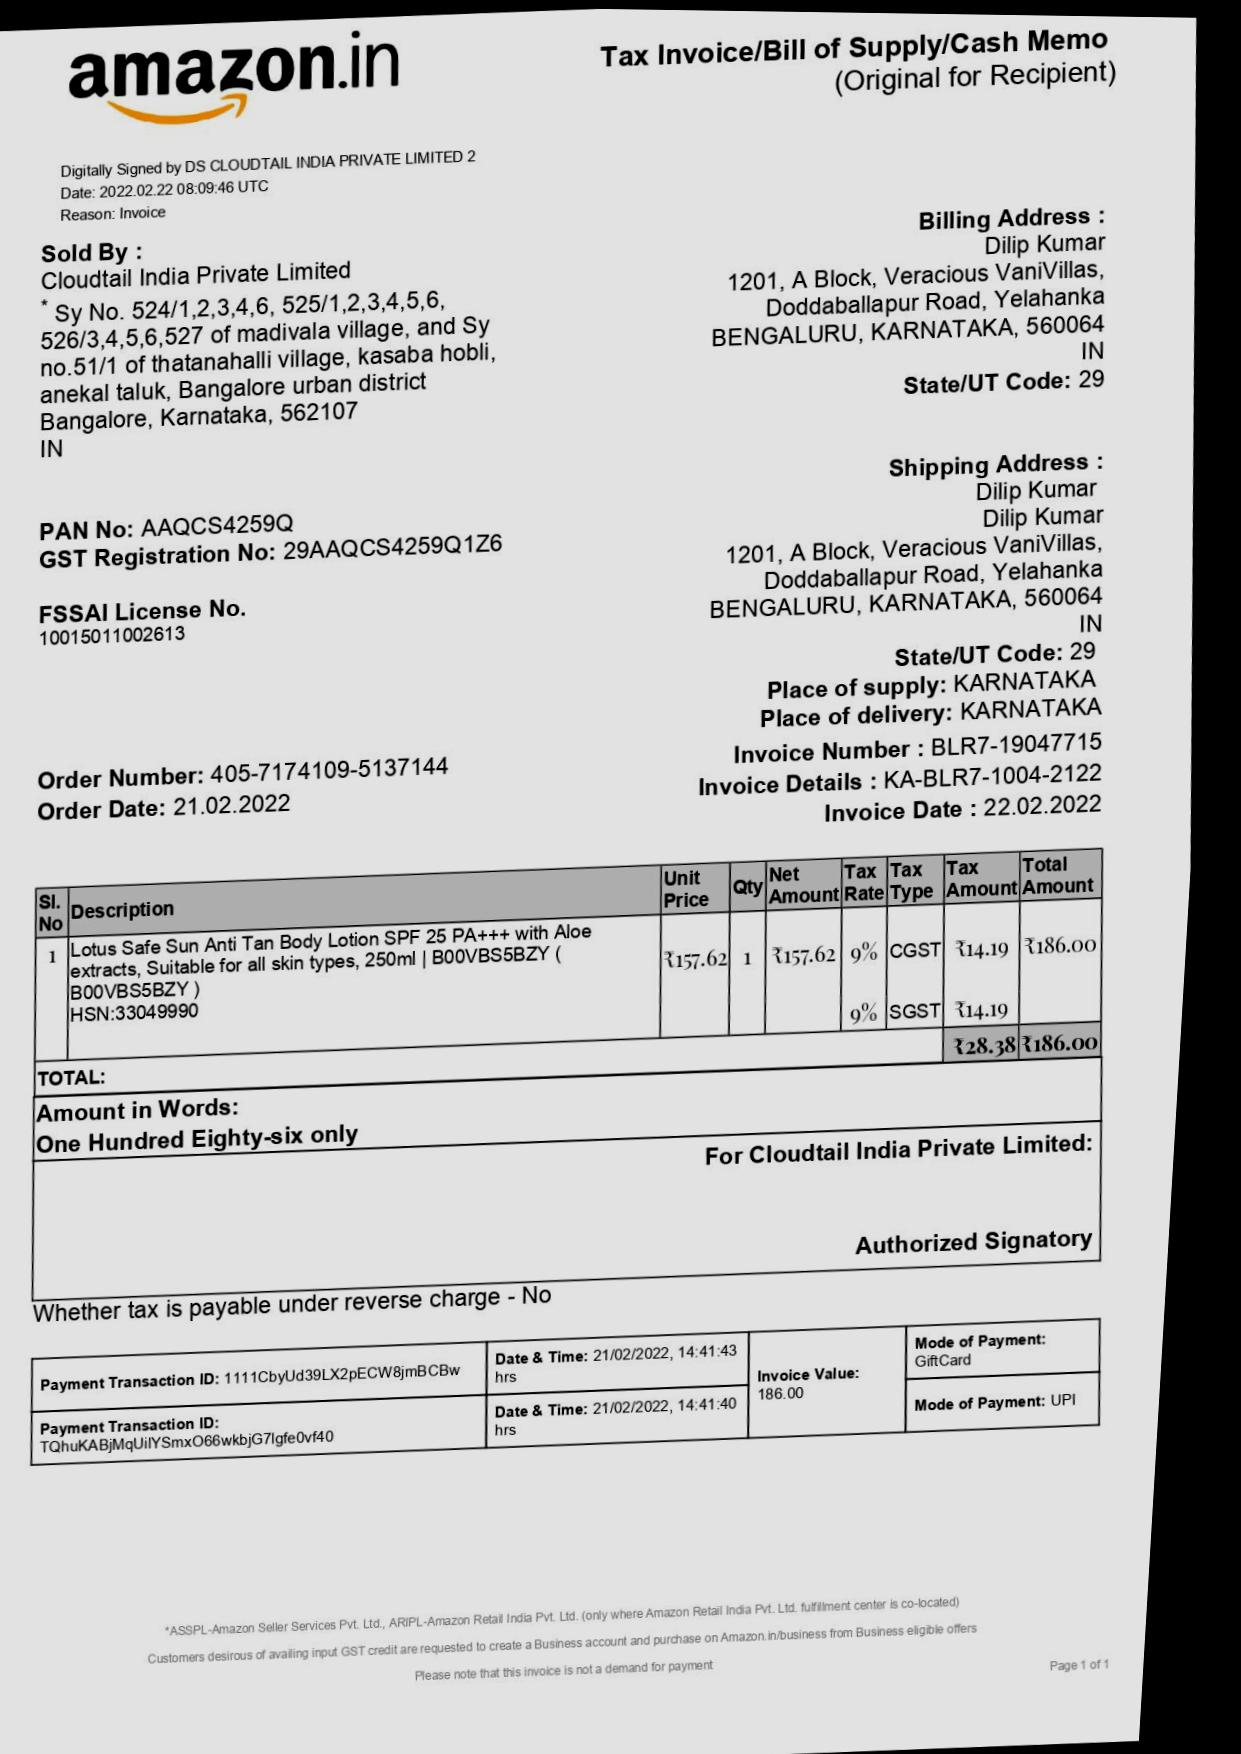 amazon.in
Tax Invoice/Bill of Supply/Cash Memo
(Original for Recipient)
Digitally Signed by DS CLOUDTAIL INDIA PRIVATE LIMITED 2
Date: 2022.02.22 08:09:46 UTC
Reason: Invoice
Sold By :
Cloudtail India Private Limited
* Sy No. 524/1,2,3,4,6, 525/1,2,3,4,5,6,
526/3,4,5,6,527 of madivala village, and Sy
no.51/1 of thatanahalli village, kasaba hobli,
anekal taluk, Bangalore urban district
Bangalore, Karnataka, 562107
IN
Billing Address :
Dilip Kumar
1201, A Block, Veracious VaniVillas,
Doddaballapur Road, Yelahanka
BENGALURU, KARNATAKA, 560064
IN
State/UT Code: 29
PAN No: AAQCS4259Q
GST Registration No: 29AAQCS4259Q1Z6
FSSAI License No.
10015011002613
Shipping Address :
Dilip Kumar
Dilip Kumar
1201, A Block, Veracious VaniVillas,
Doddaballapur Road, Yelahanka
BENGALURU, KARNATAKA, 560064
IN
State/UT Code: 29
Place of supply: KARNATAKA
Place of delivery: KARNATAKA
Order Number: 405-7174109-5137144
Order Date: 21.02.2022
Invoice Number : BLR7-19047715
Invoice Details : KA-BLR7-1004-2122
Invoice Date : 22.02.2022
Sl. No Description Unit Price Qty Net Amount Tax Rate Tax Type Tax Amount Total Amount
1 Lotus Safe Sun Anti Tan Body Lotion SPF 25 PA+++ with Aloe ₹157.62 1 ₹157.62 9% CGST ₹14.19 ₹186.00
extracts, Suitable for all skin types, 250ml | B00VBS5BZY (
B00VBS5BZY )
HSN:33049990 9% SGST ₹14.19
TOTAL: ₹28.38 ₹186.00
Amount in Words:
One Hundred Eighty-six only
For Cloudtail India Private Limited:
Authorized Signatory
Whether tax is payable under reverse charge - No
Payment Transaction ID: 1111CbyUd39LX2pECW8jmBCBw
Date & Time: 21/02/2022, 14:41:43
hrs
Invoice Value:
186.00
Mode of Payment:
GiftCard
Payment Transaction ID:
TQhuKABjMqUilYSmxO66wkbjG7lgfe0vf40
Date & Time: 21/02/2022, 14:41:40
hrs
Mode of Payment: UPI
*ASSPL-Amazon Seller Services Pvt. Ltd., ARIPL-Amazon Retail India Pvt. Ltd. (only where Amazon Retail India Pvt. Ltd. fulfillment center is co-located)
Customers desirous of availing input GST credit are requested to create a Business account and purchase on Amazon.in/business from Business eligible offers
Please note that this invoice is not a demand for payment
Page 1 of 1